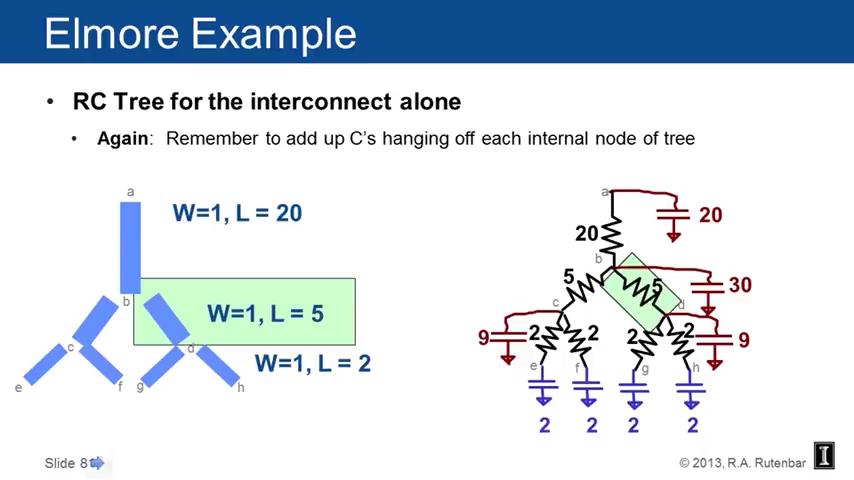 Elmore Example
• RC Tree for the interconnect alone
• Again: Remember to add up C's hanging off each internal node of tree
a
W=1, L = 20
b
W=1, L = 5
c
d
W=1, L = 2
e
f
g
h
a
20
20
b
5
5
30
c
d
9
2
2
2
2
9
e
f
g
h
2
2
2
2
Slide 81
© 2013, R.A. Rutenbar
I